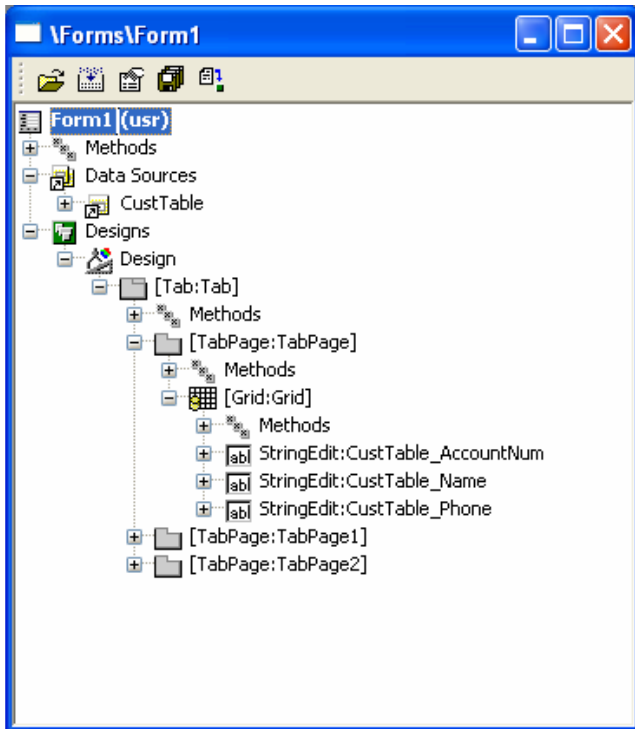 \Forms\Form1
Form1 (usr)
Methods
Data Sources
CustTable
Designs
Design
[Tab:Tab]
Methods
[TabPage:TabPage]
Methods
[Grid:Grid]
Methods
StringEdit:CustTable_AccountNum
StringEdit:CustTable_Name
StringEdit:CustTable_Phone
[TabPage:TabPage1]
[TabPage:TabPage2]